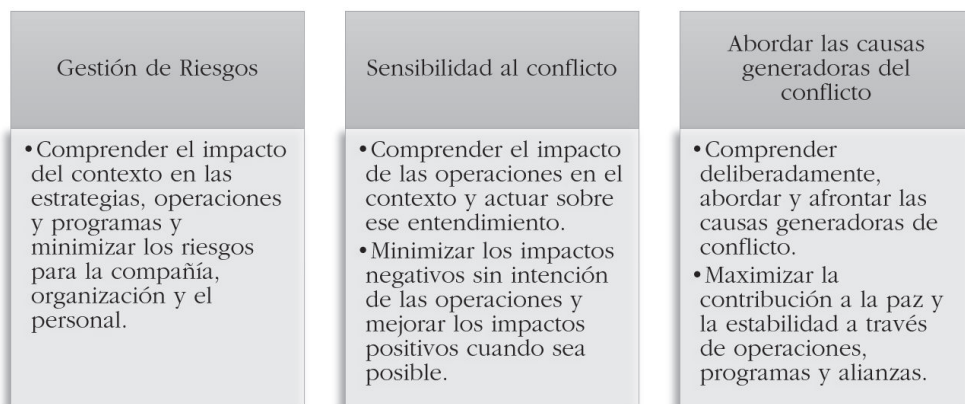 Gestión de Riesgos
•Comprender el impacto
del contexto en las
estrategias, operaciones
y programas y
minimizar los riesgos
para la compañía,
organización y el
personal.
Sensibilidad al conflicto
•Comprender el impacto
de las operaciones en el
contexto y actuar sobre
ese entendimiento.
•Minimizar los impactos
negativos sin intención
de las operaciones y
mejorar los impactos
positivos cuando sea
posible.
Abordar las causas
generadoras del
conflicto
•Comprender
deliberadamente,
abordar y afrontar las
causas generadoras de
conflicto.
•Maximizar la
contribución a la paz y
la estabilidad a través
de operaciones,
programas y alianzas.